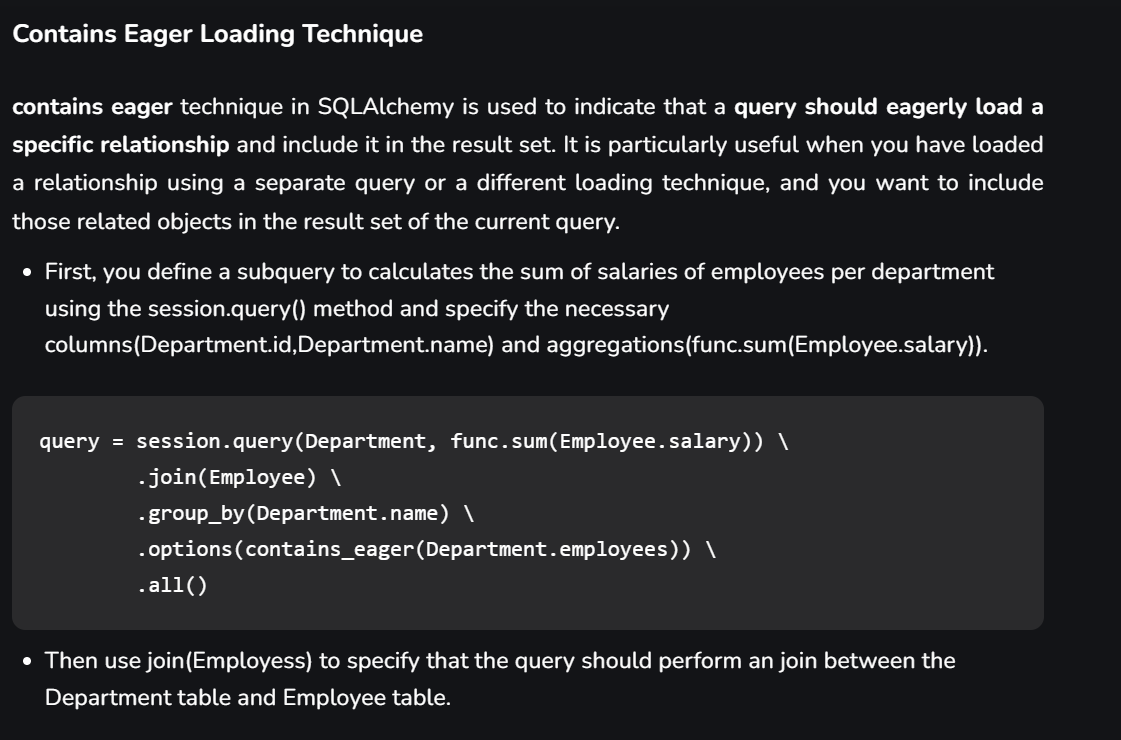 Contains Eager Loading Technique
contains eager technique in SQLAlchemy is used to indicate that a query should eagerly load a
specific relationship and include it in the result set. It is particularly useful when you have loaded
a relationship using a separate query or a different loading technique, and you want to include
those related objects in the result set of the current query.
• First, you define a subquery to calculates the sum of salaries of employees per department
using the session.query() method and specify the necessary
columns(Department.id,Department.name) and aggregations(func.sum(Employee.salary)).
query = session.query(Department, func.sum(Employee.salary)) \
.join(Employee) \
.group_by(Department.name) \
.options(contains_eager(Department.employees)) \
.all()
• Then use join(Employess) to specify that the query should perform an join between the
Department table and Employee table.